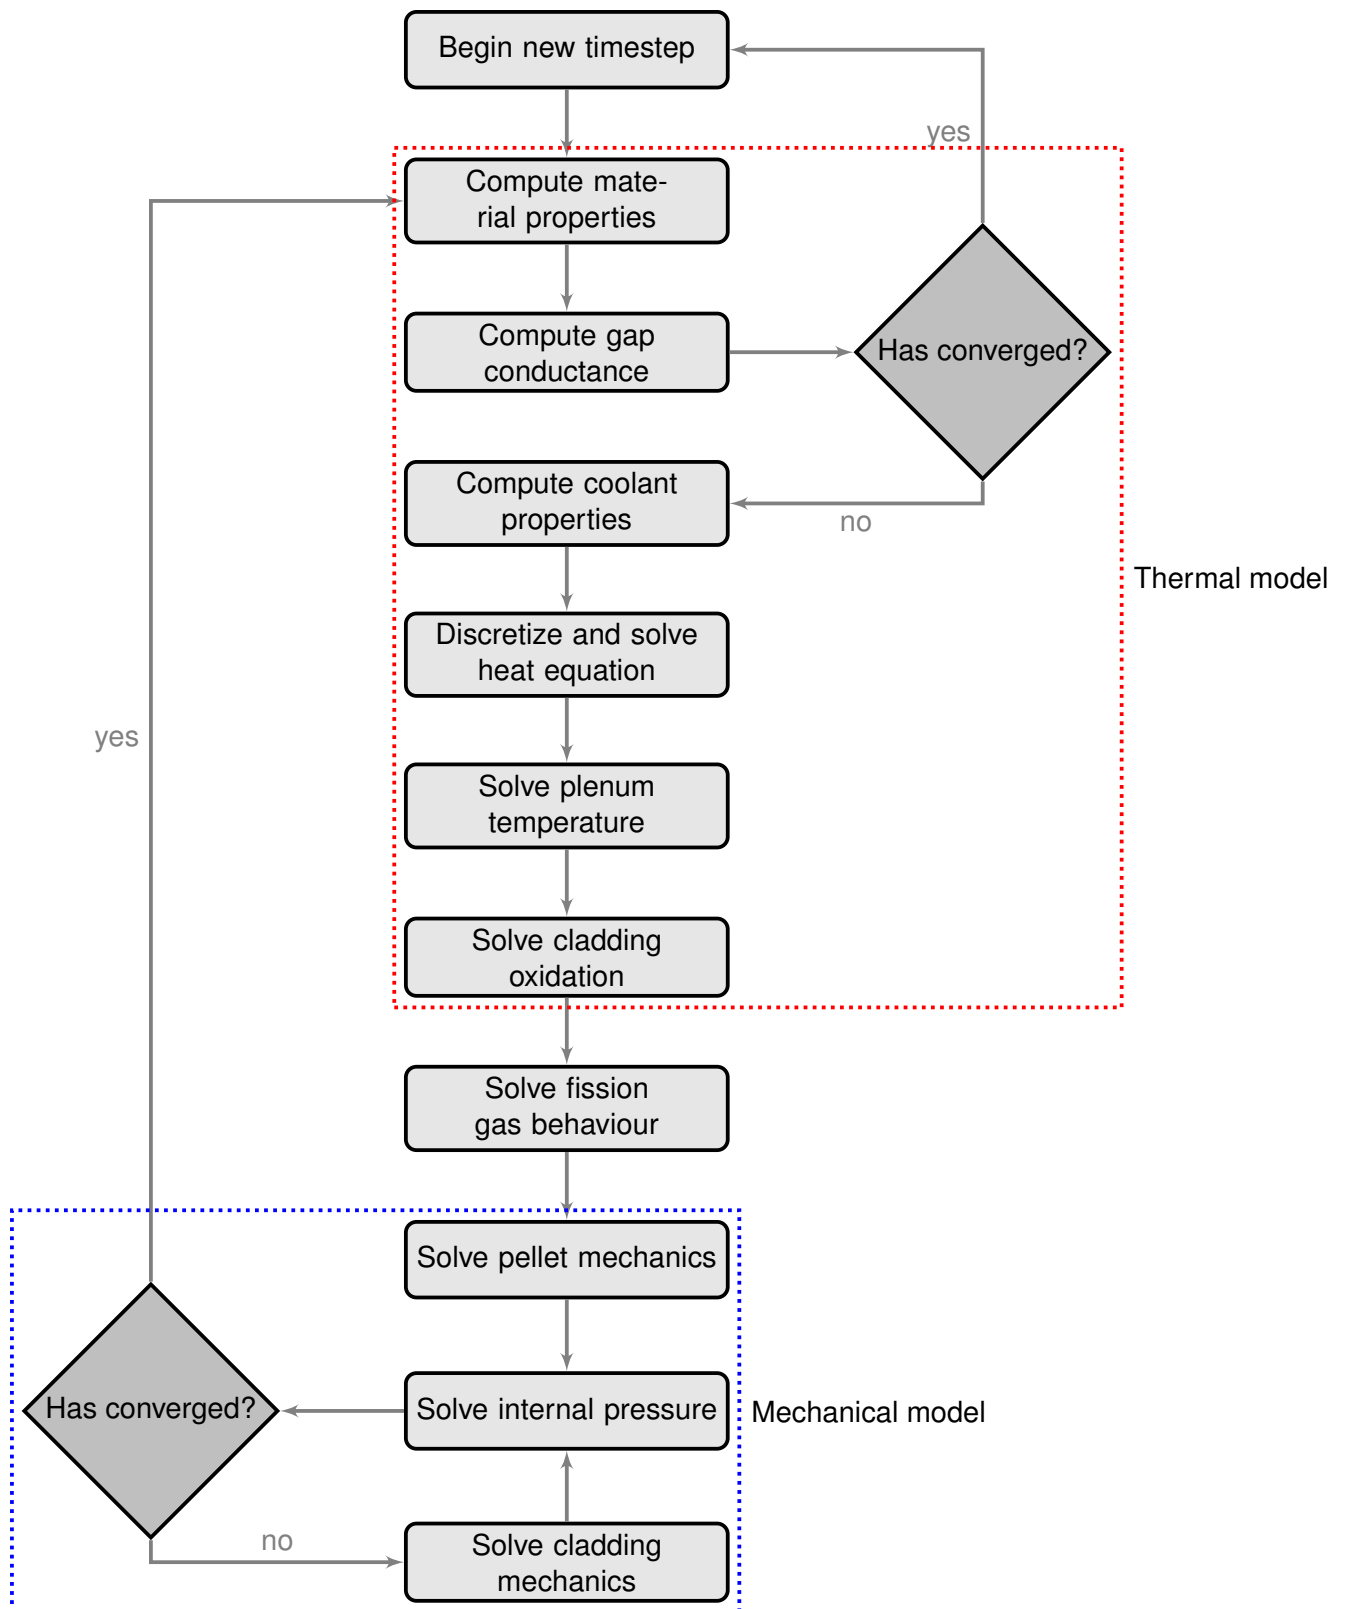 Begin new timestep
yes
Compute mate-
rial properties
Compute gap
conductance
Has converged?
Compute coolant
properties
no
Thermal model
Discretize and solve
heat equation
yes
Solve plenum
temperature
Solve cladding
oxidation
Solve fission
gas behaviour
Solve pellet mechanics
Has converged?
Solve internal pressure
Mechanical model
no
Solve cladding
mechanics